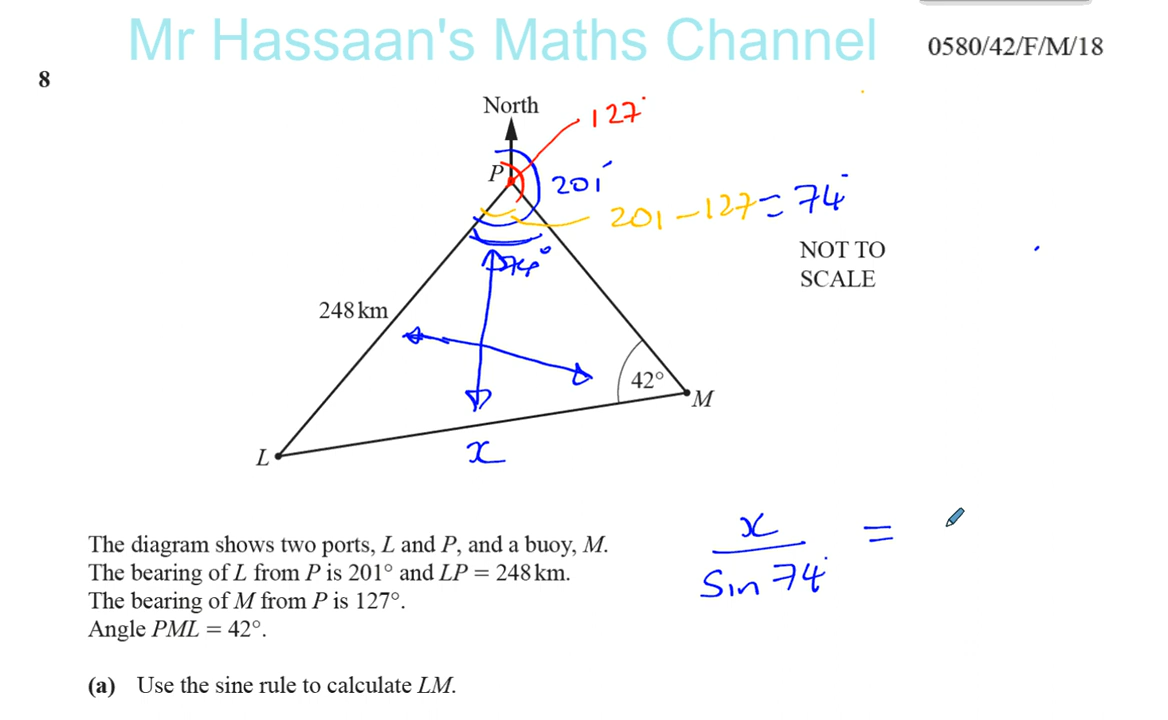 Mr Hassaan's Maths Channel
0580/42/F/M/18
8
North
127°
P
201°
201 - 127 = 74°
NOT TO
SCALE
74°
248 km
42°
M
L
x
x
=
Sin 74°
The diagram shows two ports, L and P, and a buoy, M.
The bearing of L from P is 201° and LP = 248 km.
The bearing of M from P is 127°.
Angle PML = 42°.
(a) Use the sine rule to calculate LM.